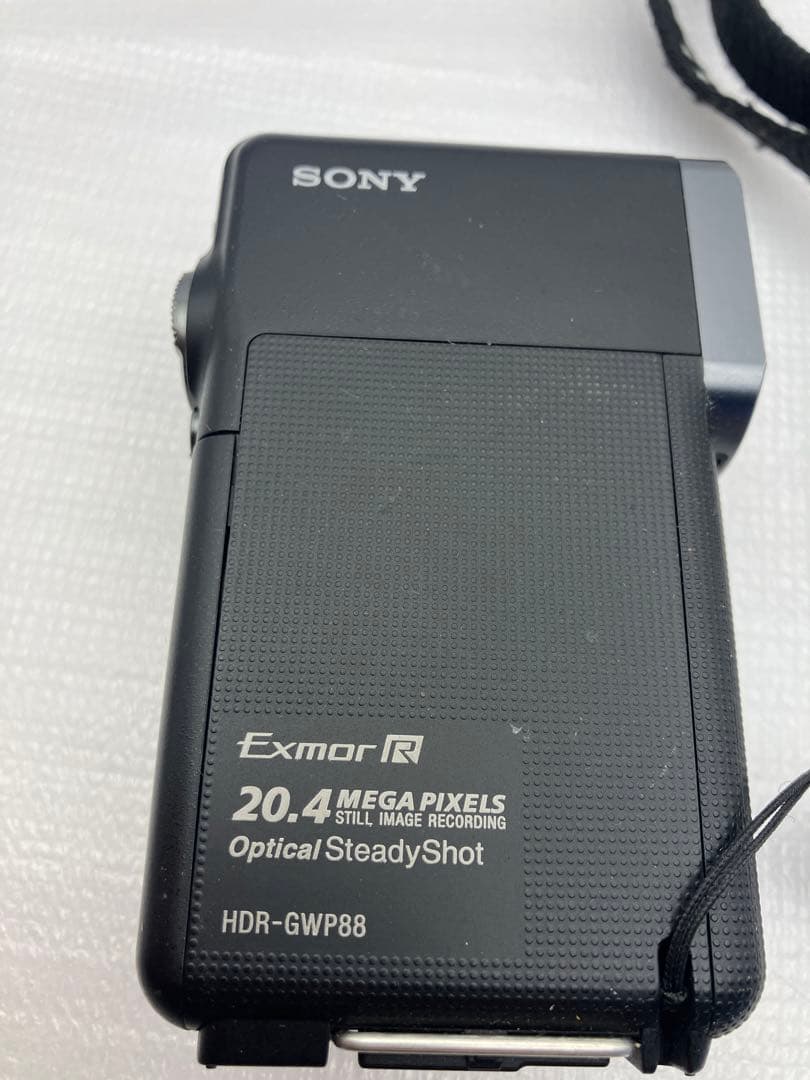 SONY
Exmor R
20.4 MEGA PIXELS
STILL IMAGE RECORDING
Optical SteadyShot
HDR-GWP88